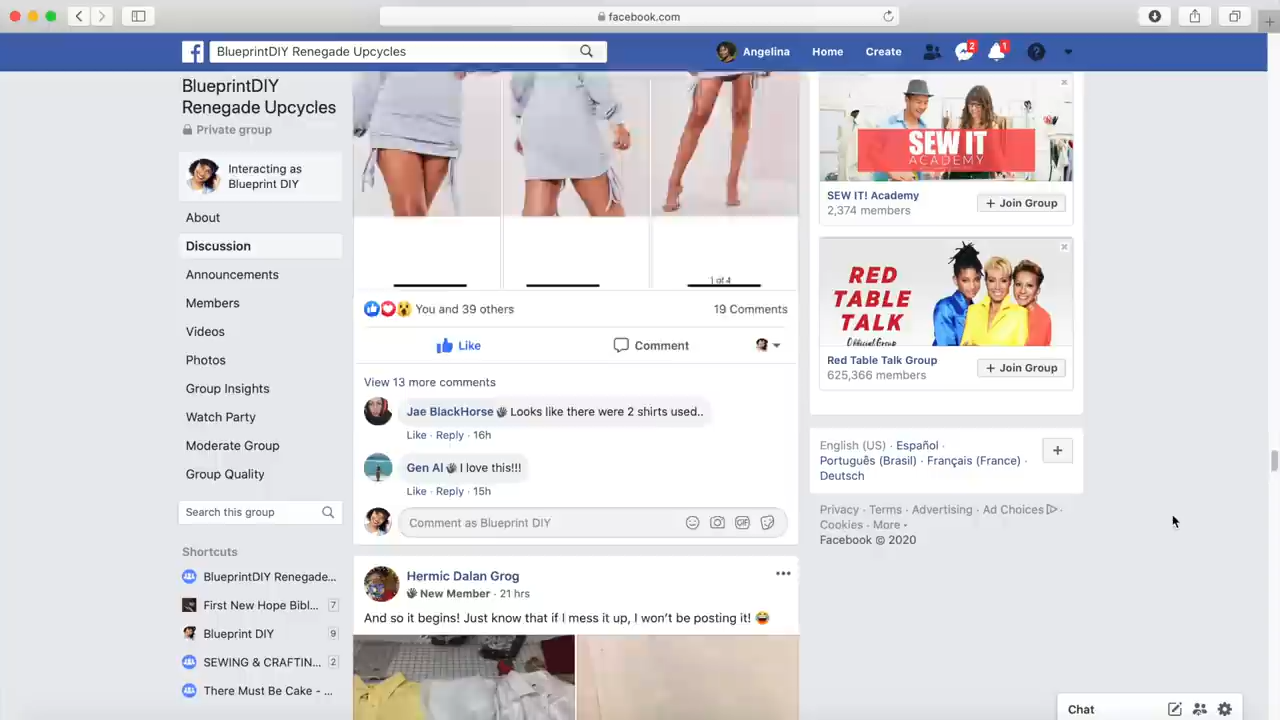 facebook.com
BlueprintDIY Renegade Upcycles
Angelina
Home
Create
2
1
BlueprintDIY
Renegade Upcycles
Private group
Interacting as
Blueprint DIY
About
Discussion
Announcements
Members
Videos
Photos
Group Insights
Watch Party
Moderate Group
Group Quality
Search this group
Shortcuts
BlueprintDIY Renegade...
First New Hope Bibl... 7
Blueprint DIY 9
SEWING & CRAFTIN... 2
There Must Be Cake - ...
1 of 4
You and 39 others
19 Comments
Like
Comment
View 13 more comments
Jae BlackHorse Looks like there were 2 shirts used..
Like · Reply · 16h
Gen Al I love this!!!
Like · Reply · 15h
Comment as Blueprint DIY
GIF
Hermic Dalan Grog
New Member · 21 hrs
And so it begins! Just know that if I mess it up, I won't be posting it! 😂
SEW IT
ACADEMY
SEW IT! Academy
2,374 members
+ Join Group
RED
TABLE
TALK
Official Group
Red Table Talk Group
625,366 members
+ Join Group
English (US) · Español ·
Português (Brasil) · Français (France) ·
Deutsch
Privacy · Terms · Advertising · Ad Choices ·
Cookies · More
Facebook © 2020
Chat